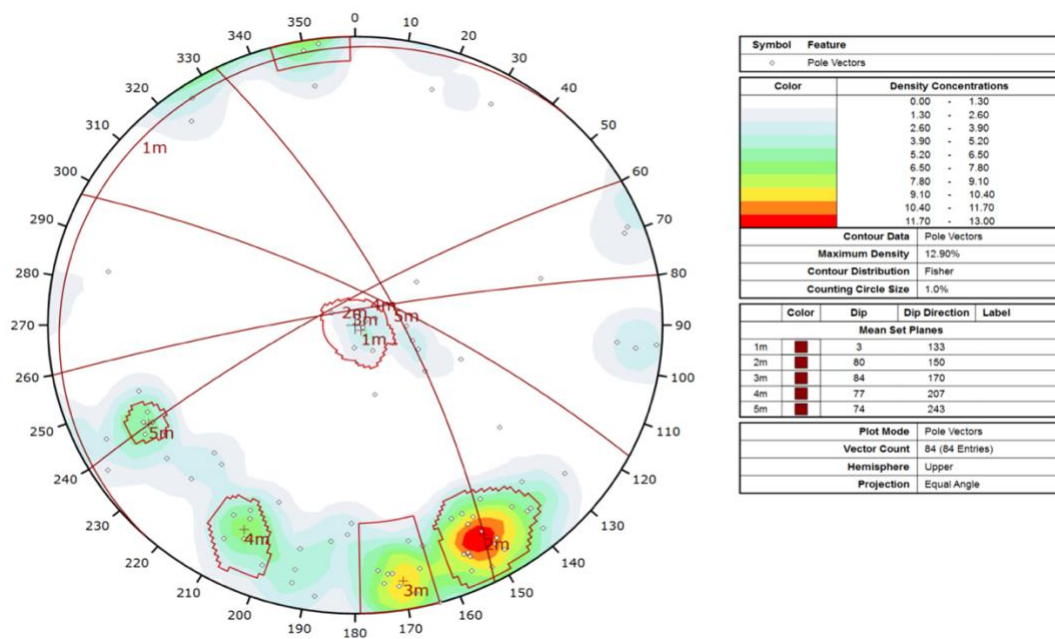 0
10
20
30
40
50
60
70
80
90
100
110
120
130
140
150
160
170
180
190
200
210
220
230
240
250
260
270
280
290
300
310
320
330
340
350
1m
2m
4m
3m
5m
1m
5m
4m
3m
2m
Symbol Feature
Pole Vectors
Color Density Concentrations
0.00 - 1.30
1.30 - 2.60
2.60 - 3.90
3.90 - 5.20
5.20 - 6.50
6.50 - 7.80
7.80 - 9.10
9.10 - 10.40
10.40 - 11.70
11.70 - 13.00
Contour Data Pole Vectors
Maximum Density 12.90%
Contour Distribution Fisher
Counting Circle Size 1.0%
Color Dip Dip Direction Label
Mean Set Planes
1m 3 133
2m 80 150
3m 84 170
4m 77 207
5m 74 243
Plot Mode Pole Vectors
Vector Count 84 (84 Entries)
Hemisphere Upper
Projection Equal Angle